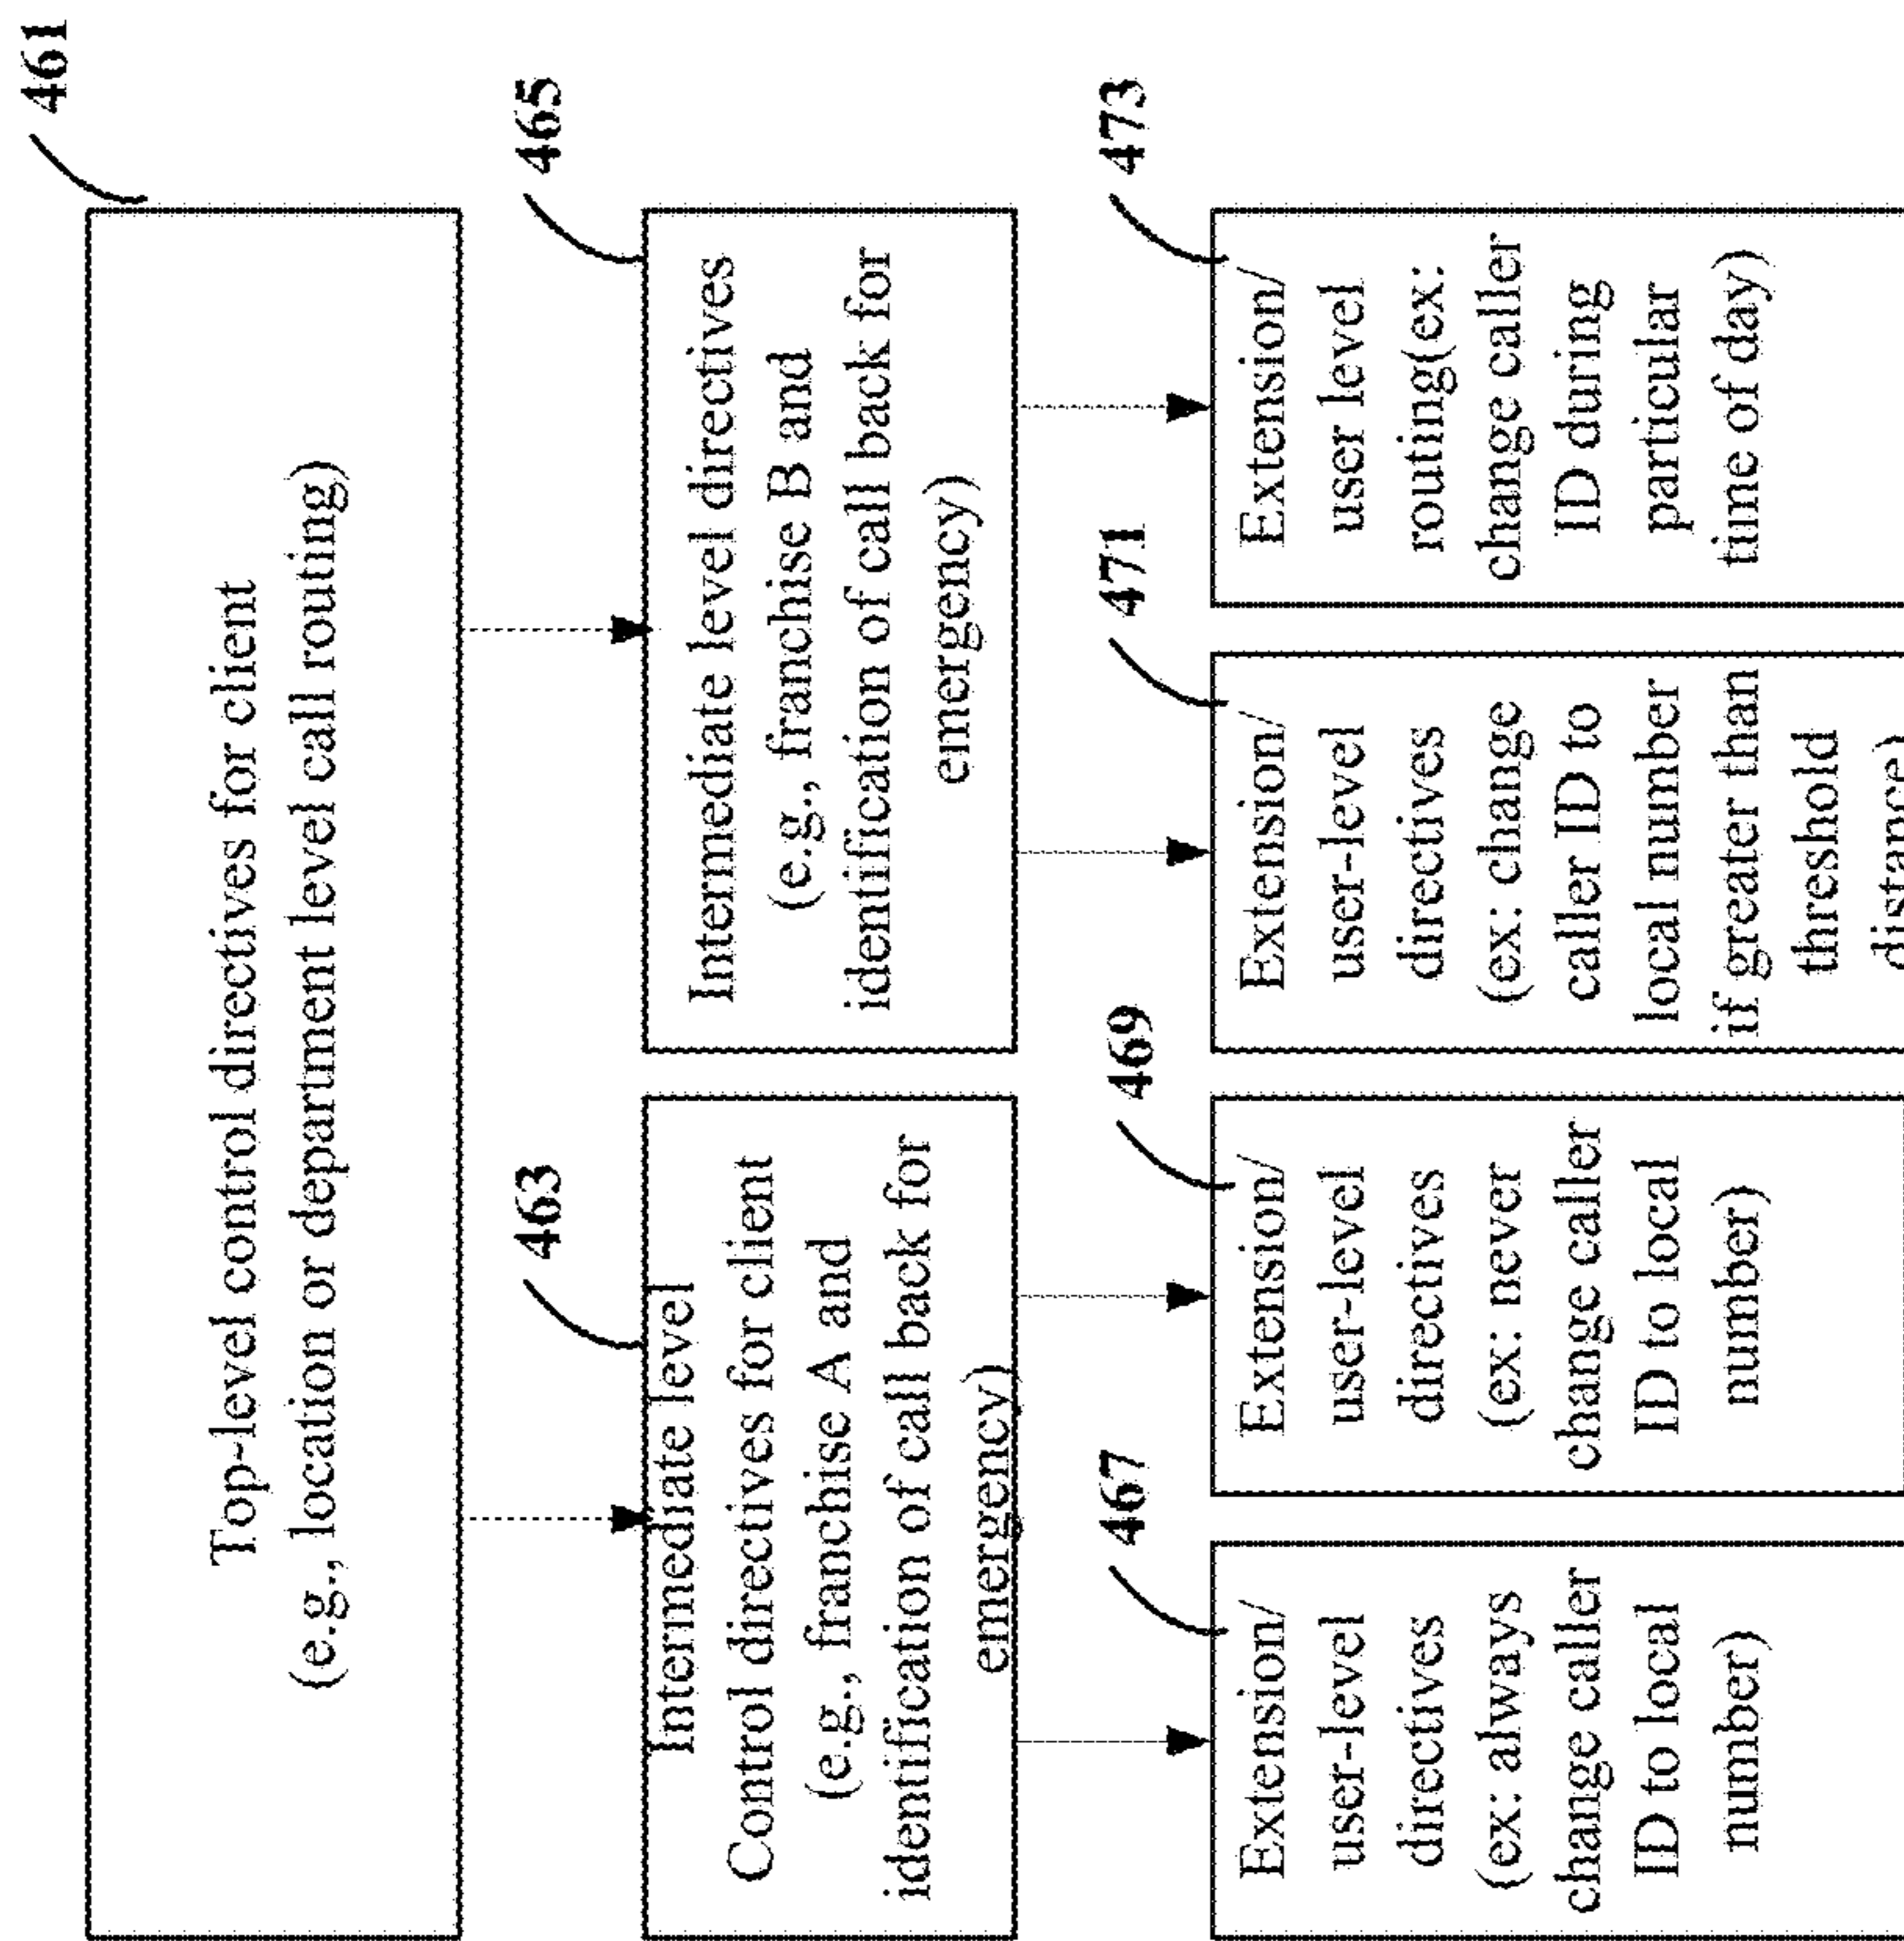 461
Top-level control directives for client
(e.g., location or department level call routing)
463
Intermediate level
Control directives for client
(e.g., franchise A and
identification of call back for
emergency)
465
Intermediate level directives
(e.g., franchise B and
identification of call back for
emergency)
467
Extension/
user-level
directives
(ex: always
change caller
ID to local
number)
469
Extension/
user-level
directives
(ex: never
change caller
ID to local
number)
471
Extension/
user-level
directives
(ex: change
caller ID to
local number
if greater than
threshold
distance)
473
Extension/
user level
routing(ex:
change caller
ID during
particular
time of day)